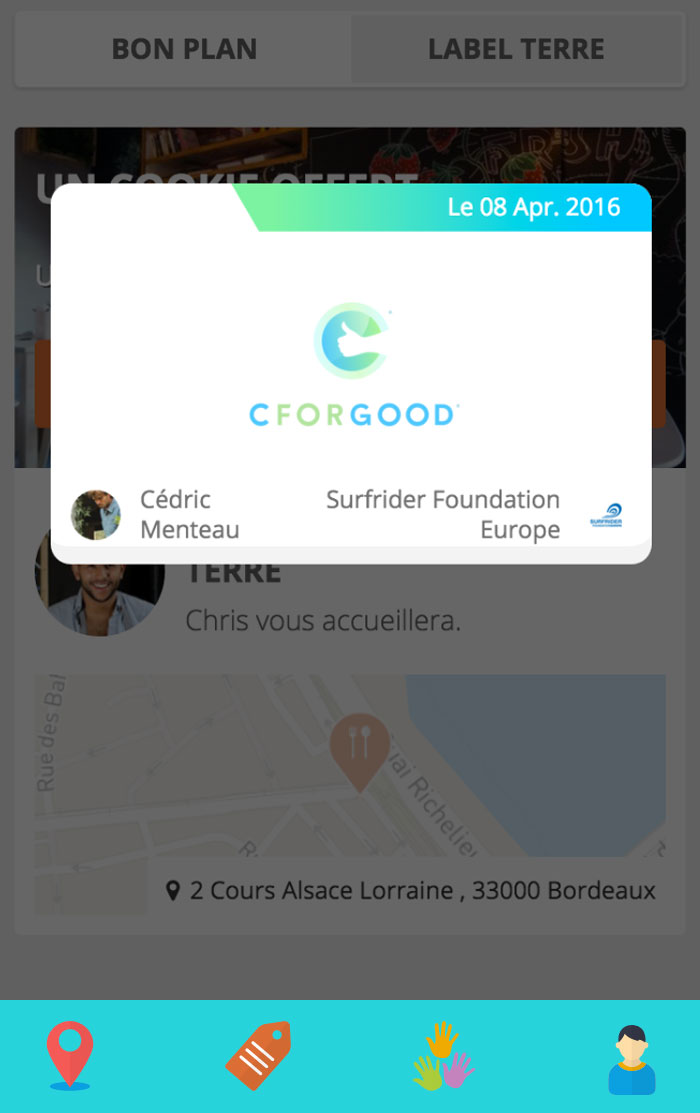 BON PLAN
LABEL TERRE
UN COOKIE OFFERT
Le 08 Apr. 2016
U
CFORGOOD
Cédric
Menteau
Surfrider Foundation
Europe
SURFRIDER
TERRE
Chris vous accueillera.
Rue des Bal
uai Richelieu
R
2 Cours Alsace Lorraine , 33000 Bordeaux